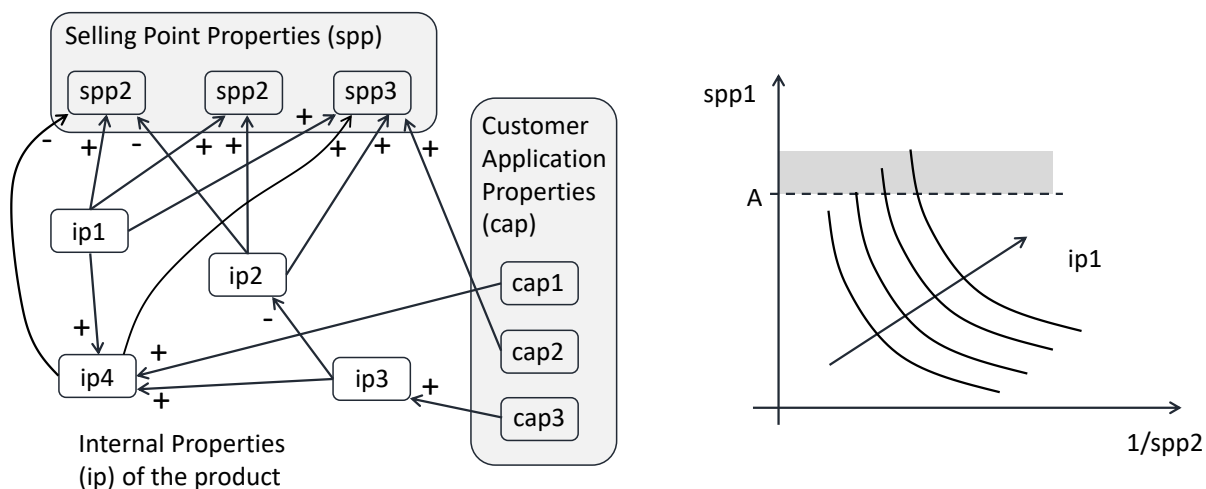 Selling Point Properties (spp)
spp2 spp2 spp3
- + - + + + + + +
ip1
ip2
+ -
ip4
+ +
ip3
+
Internal Properties
(ip) of the product
Customer
Application
Properties
(cap)
cap1
cap2
cap3
spp1
A
ip1
1/spp2